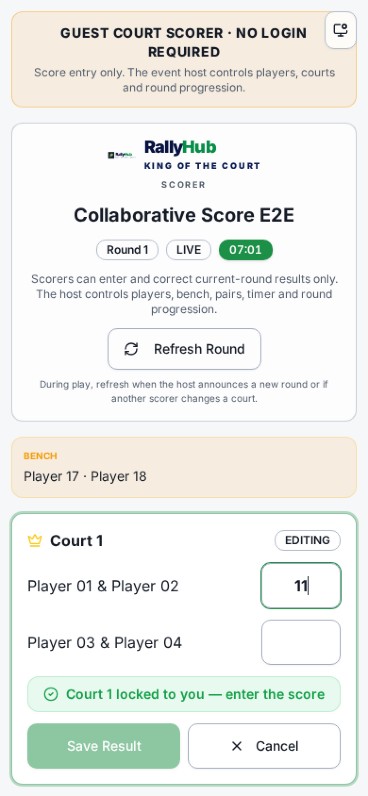 GUEST COURT SCORER · NO LOGIN
REQUIRED
Score entry only. The event host controls players, courts
and round progression.
RallyHub
RallyHub
KING OF THE COURT
SCORER
Collaborative Score E2E
Round 1
LIVE
07:01
Scorers can enter and correct current-round results only.
The host controls players, bench, pairs, timer and round
progression.
Refresh Round
During play, refresh when the host announces a new round or if
another scorer changes a court.
BENCH
Player 17 · Player 18
Court 1
EDITING
Player 01 & Player 02
11
Player 03 & Player 04
Court 1 locked to you — enter the score
Save Result
Cancel